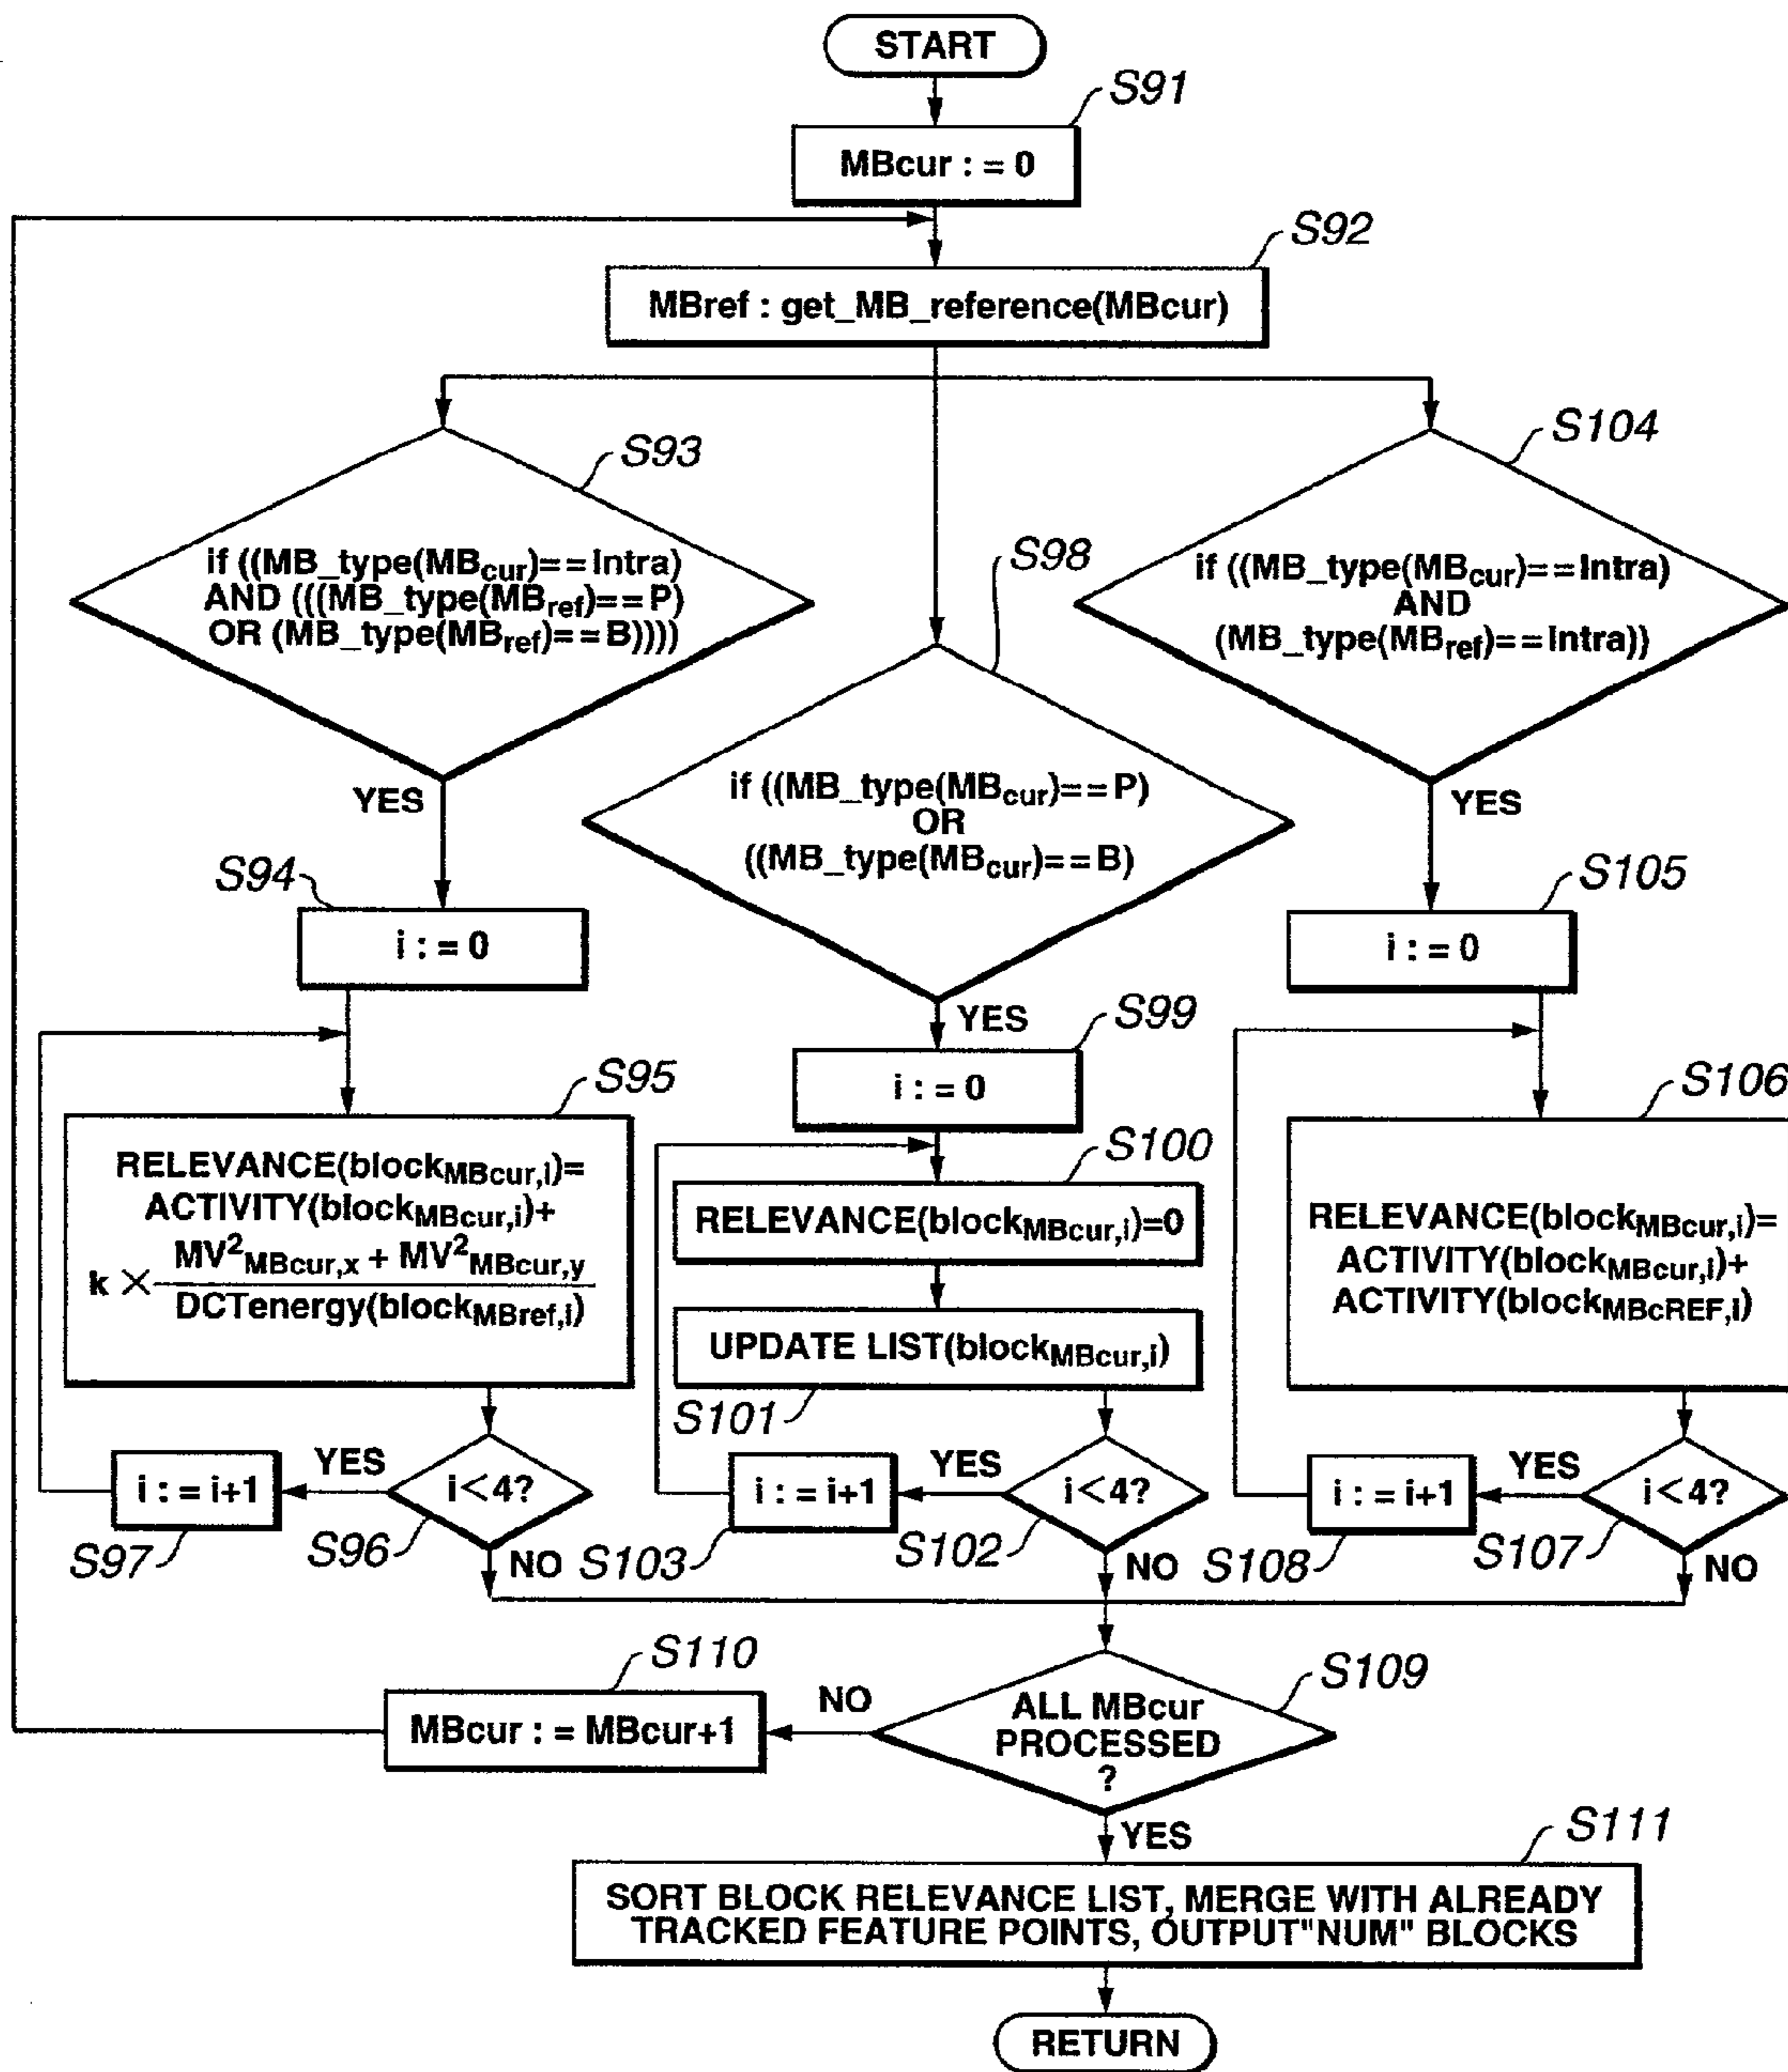 START
S91
MBcur : = 0
S92
MBref : get_MB_reference(MBcur)
S93
if ((MB_type(MBcur)==Intra)
AND (((MB_type(MBref)==P)
OR (MB_type(MBref)==B))))
YES
S94
i : = 0
S95
RELEVANCE(blockMBcur,i)=
ACTIVITY(blockMBcur,i)+
k × MV²MBcur,x + MV²MBcur,y
DCTenergy(blockMBref,i)
i<4?
S96
YES
i : = i+1
S97
NO
S98
if ((MB_type(MBcur)==P)
OR
((MB_type(MBcur)==B)
YES
S99
i : = 0
S100
RELEVANCE(blockMBcur,i)=0
UPDATE LIST(blockMBcur,i)
S101
i<4?
S102
YES
i : = i+1
S103
NO
S104
if ((MB_type(MBcur)==Intra)
AND
(MB_type(MBref)==Intra))
YES
S105
i : = 0
S106
RELEVANCE(blockMBcur,i)=
ACTIVITY(blockMBcur,i)+
ACTIVITY(blockMBcREF,i)
i<4?
S107
YES
i : = i+1
S108
NO
S109
ALL MBcur
PROCESSED
?
NO
S110
MBcur : = MBcur+1
YES
S111
SORT BLOCK RELEVANCE LIST, MERGE WITH ALREADY
TRACKED FEATURE POINTS, OUTPUT"NUM" BLOCKS
RETURN